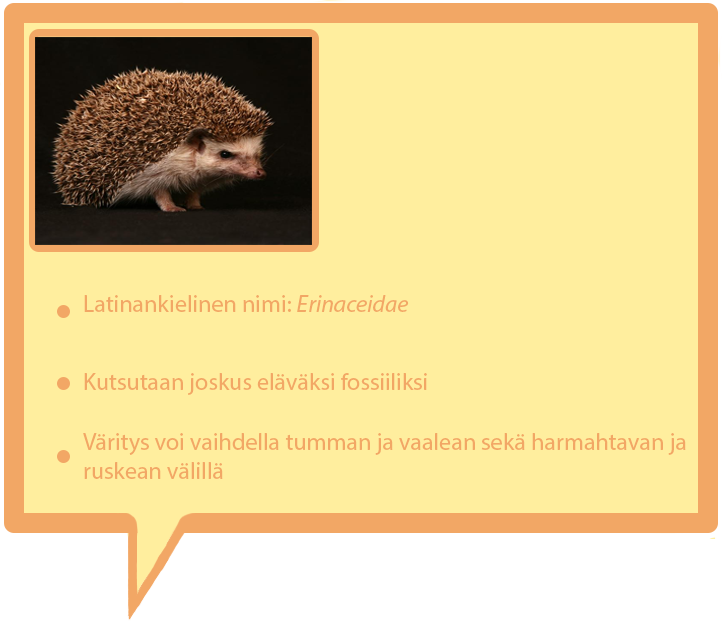 Latinankielinen nimi: Erinaceidae
Kutsutaan joskus eläväksi fossiiliksi
Väritys voi vaihdella tumman ja vaalean sekä harmahtavan ja
ruskean välillä